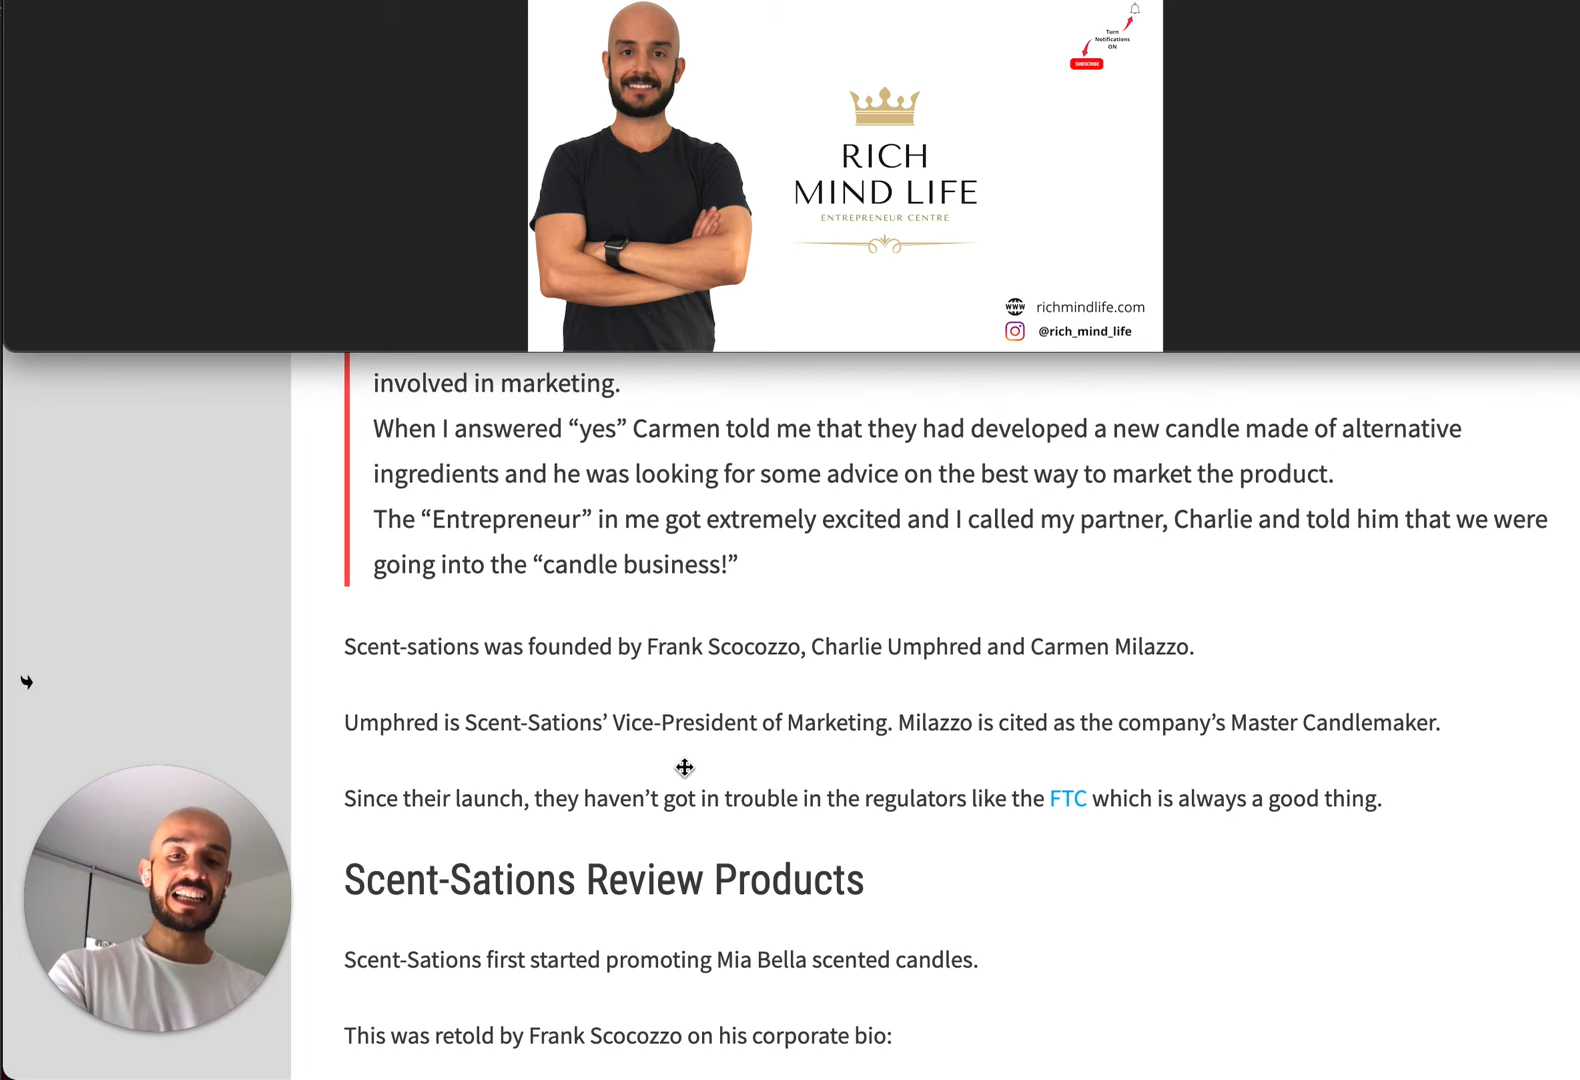 Turn
Notifications
ON
SUBSCRIBE
RICH
MIND LIFE
ENTREPRENEUR CENTRE
www richmindlife.com
@rich_mind_life
involved in marketing.
When I answered “yes” Carmen told me that they had developed a new candle made of alternative
ingredients and he was looking for some advice on the best way to market the product.
The “Entrepreneur” in me got extremely excited and I called my partner, Charlie and told him that we were
going into the “candle business!”
Scent-sations was founded by Frank Scocozzo, Charlie Umphred and Carmen Milazzo.
Umphred is Scent-Sations’ Vice-President of Marketing. Milazzo is cited as the company’s Master Candlemaker.
Since their launch, they haven’t got in trouble in the regulators like the FTC which is always a good thing.
Scent-Sations Review Products
Scent-Sations first started promoting Mia Bella scented candles.
This was retold by Frank Scocozzo on his corporate bio: